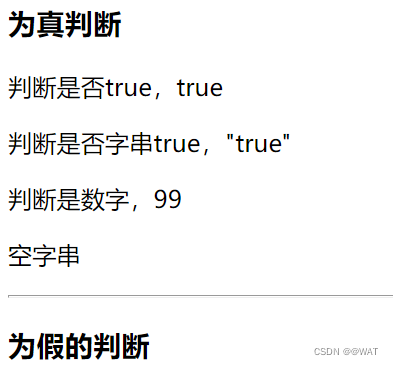 为真判断
判断是否true，true
判断是否字串true，"true"
判断是数字，99
空字串
为假的判断
CSDN @@WAT